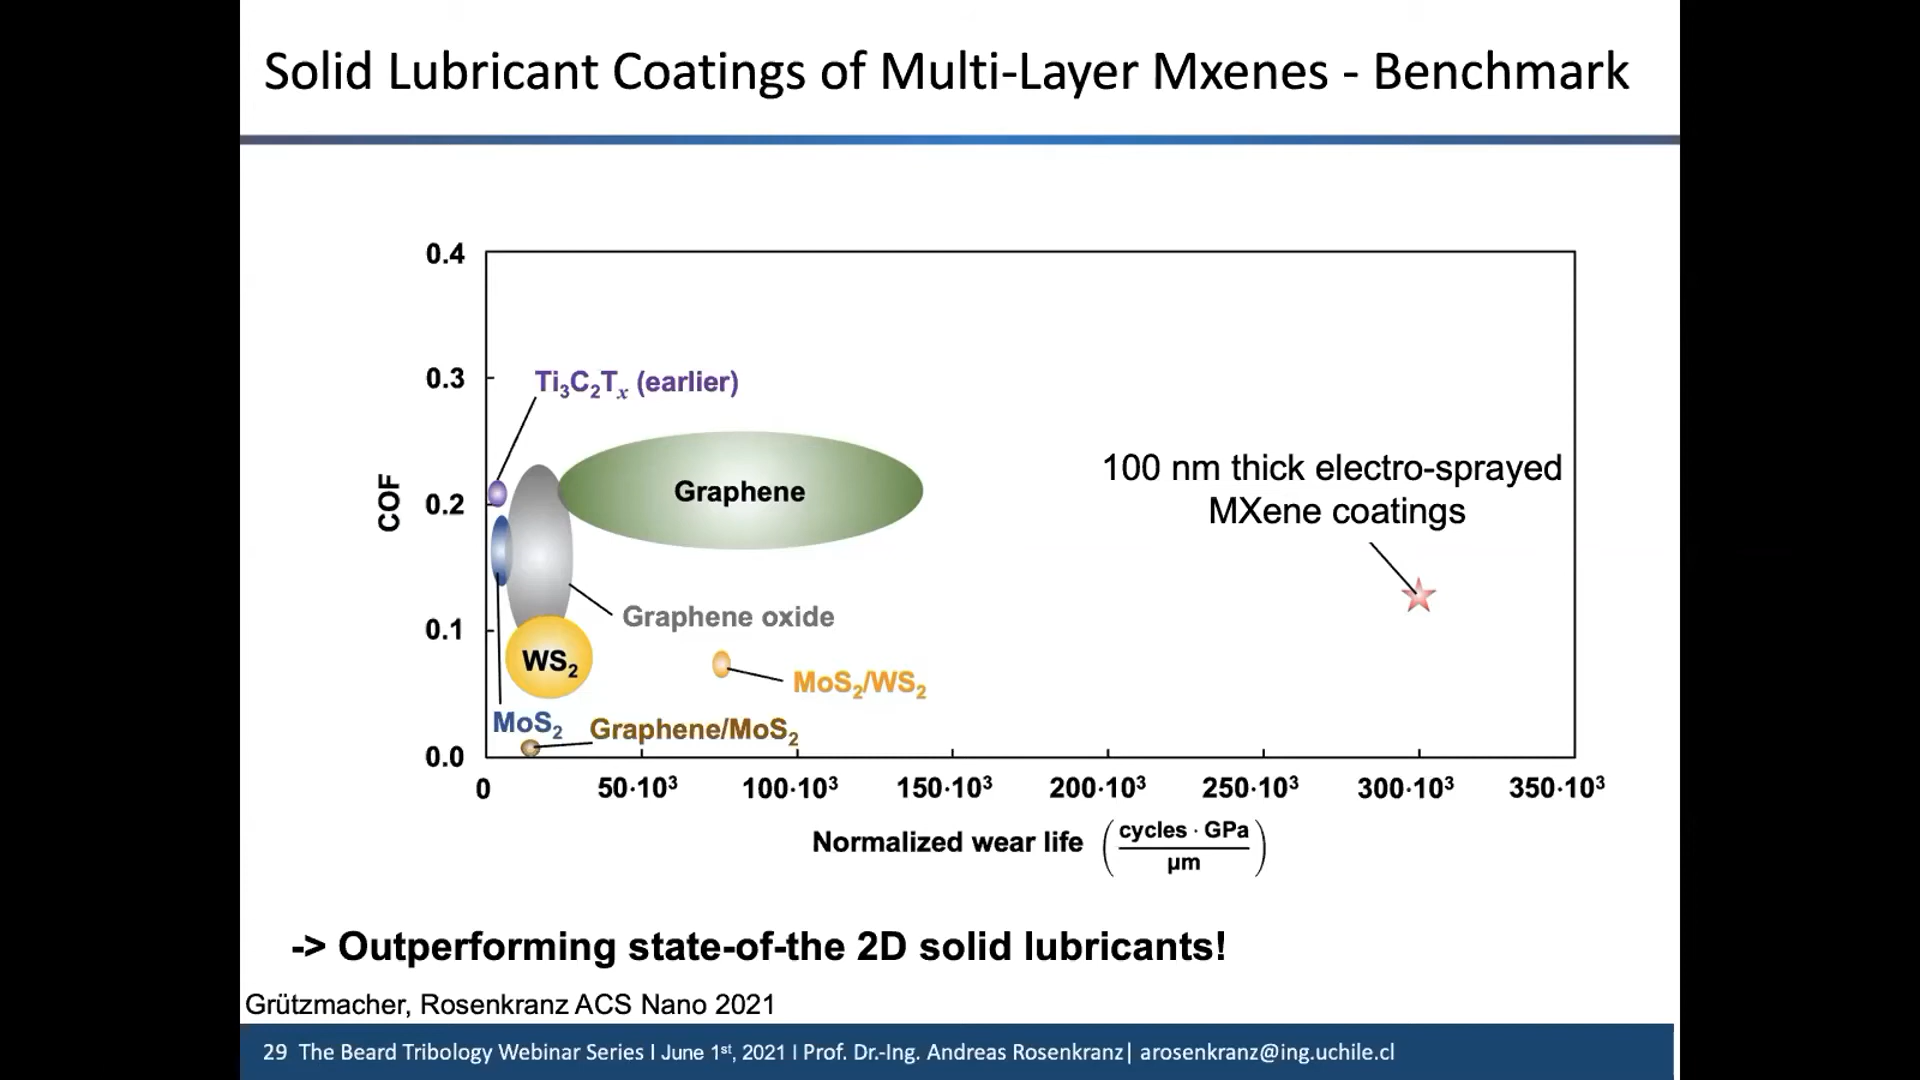 Solid Lubricant Coatings of Multi-Layer Mxenes - Benchmark
0.4
0.3
0.2
0.1
0.0
COF
Ti₃C₂Tₓ (earlier)
Graphene
100 nm thick electro-sprayed
MXene coatings
Graphene oxide
WS₂
MoS₂/WS₂
MoS₂
Graphene/MoS₂
0 50·10³ 100·10³ 150·10³ 200·10³ 250·10³ 300·10³ 350·10³
Normalized wear life (cycles · GPa / µm)
-> Outperforming state-of-the 2D solid lubricants!
Grützmacher, Rosenkranz ACS Nano 2021
29 The Beard Tribology Webinar Series I June 1ˢᵗ, 2021 I Prof. Dr.-Ing. Andreas Rosenkranz| arosenkranz@ing.uchile.cl